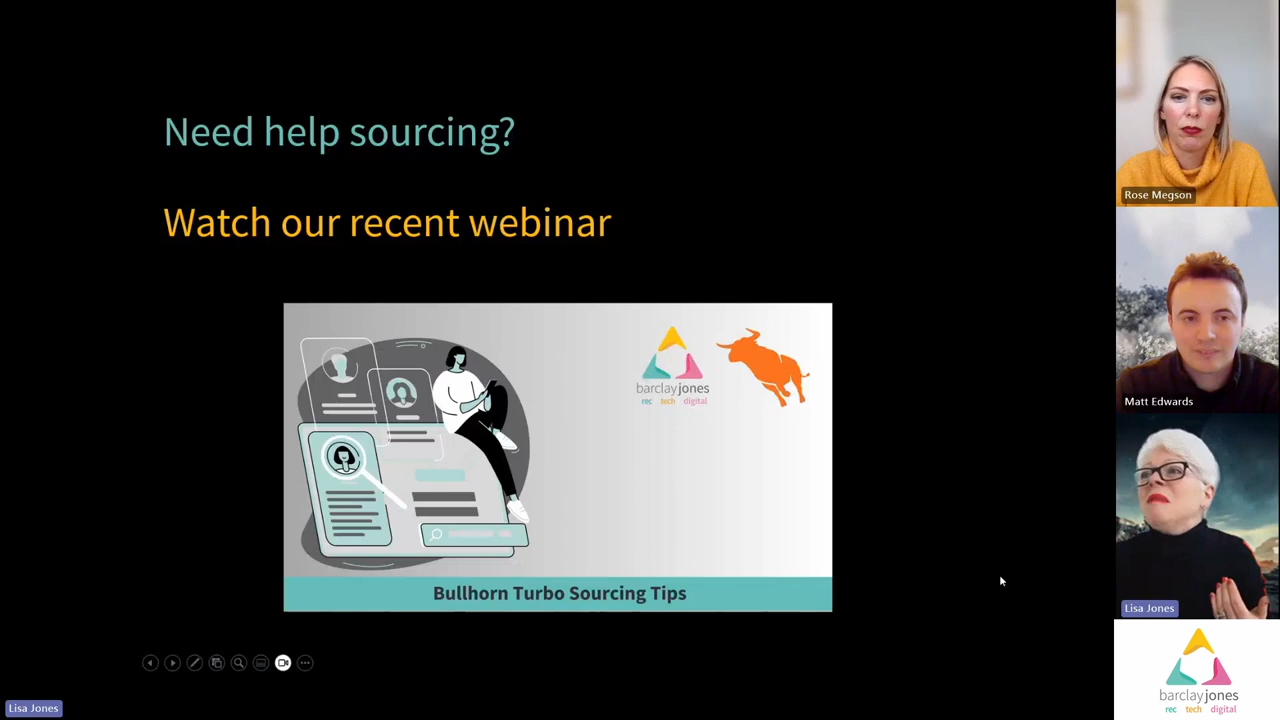 Need help sourcing?
Watch our recent webinar
barclayjones
rec tech digital
Bullhorn Turbo Sourcing Tips
Lisa Jones
Rose Megson
Matt Edwards
Lisa Jones
barclayjones
rec tech digital